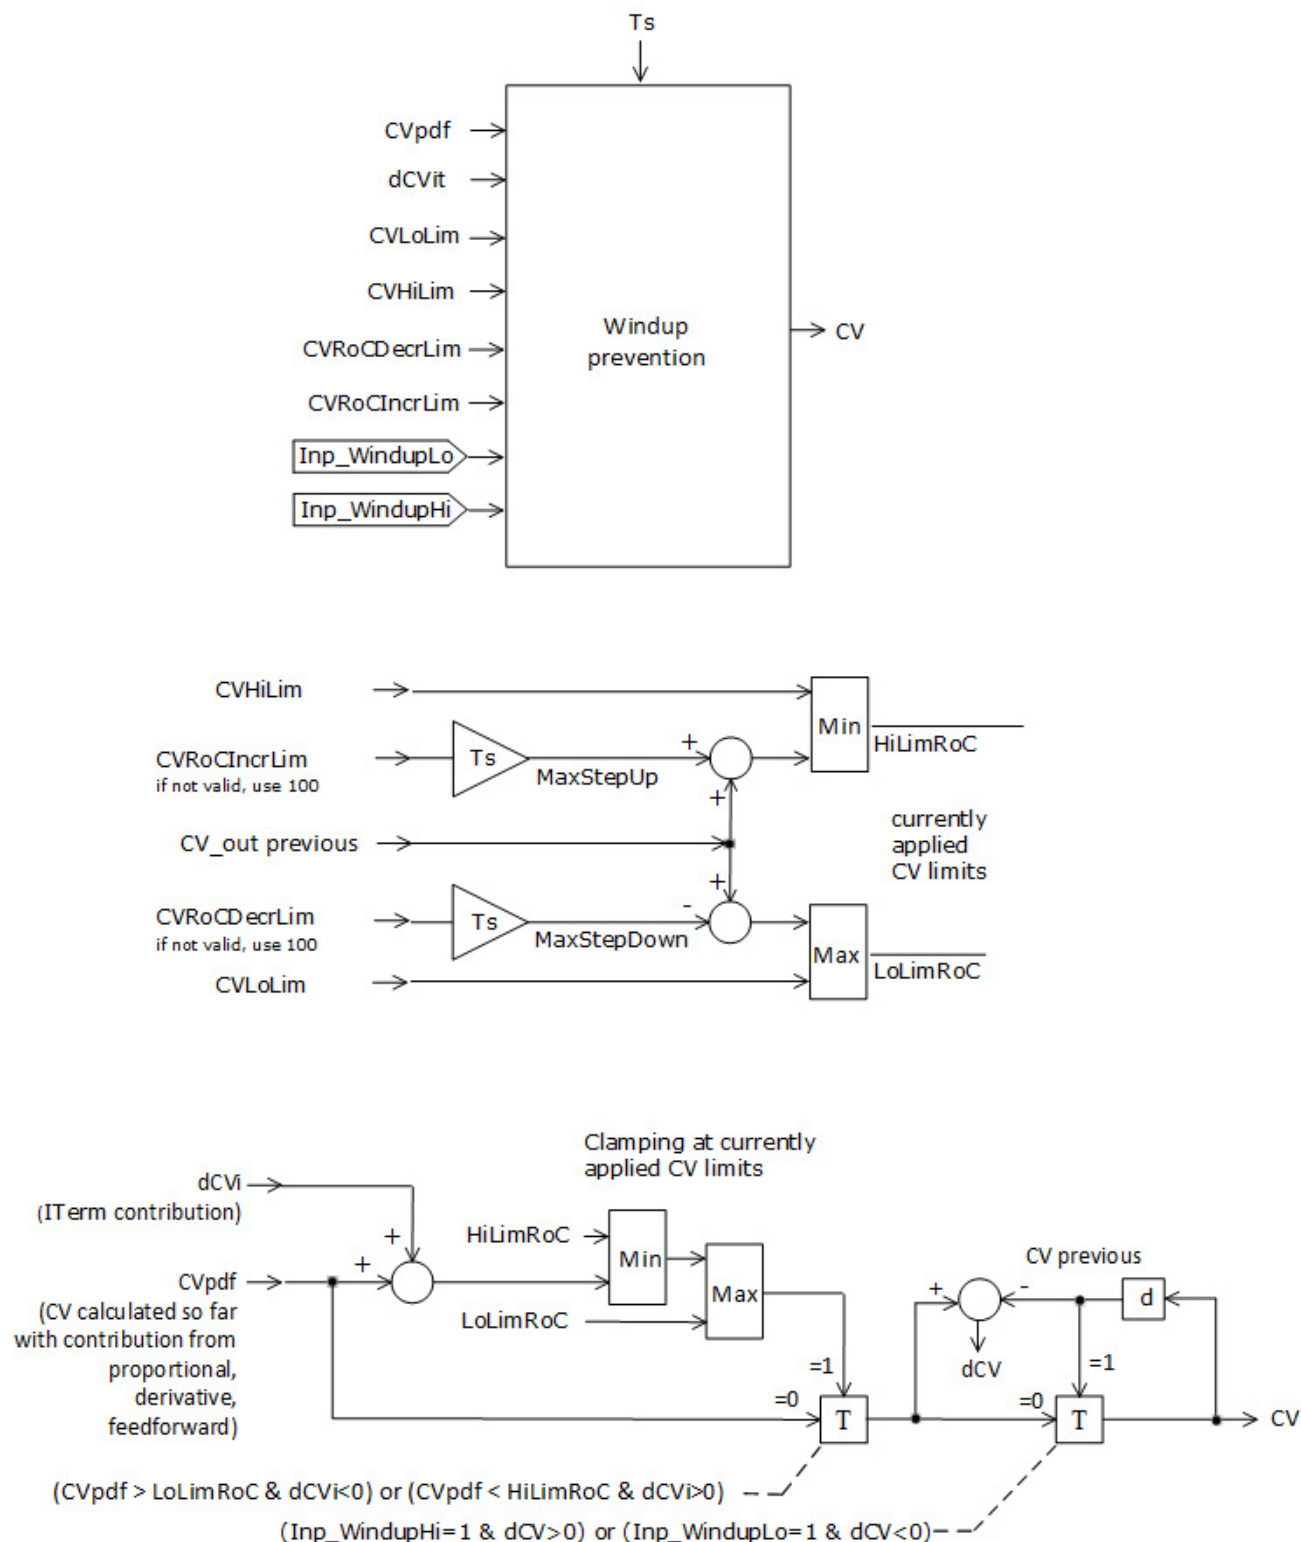 Ts
CVpdf
dCVit
CVLoLim
CVHiLim
CVRoCDecrLim
CVRoCIncrLim
Inp_WindupLo
Inp_WindupHi
Windup
prevention
CV
CVHiLim
CVRoCIncrLim
if not valid, use 100
Ts
MaxStepUp
+
+
Min
HiLimRoC
CV_out previous
currently
applied
CV limits
CVRoCDecrLim
if not valid, use 100
Ts
MaxStepDown
+
-
Max
LoLimRoC
CVLoLim
Clamping at currently
applied CV limits
dCVi
(ITerm contribution)
+
+
HiLimRoC
Min
LoLimRoC
Max
CVpdf
(CV calculated so far
with contribution from
proportional,
derivative,
feedforward)
=1
=0
T
CV previous
+
-
d
dCV
=1
=0
T
CV
(CVpdf > LoLimRoC & dCVi<0) or (CVpdf < HiLimRoC & dCVi>0)
(Inp_WindupHi=1 & dCV>0) or (Inp_WindupLo=1 & dCV<0)